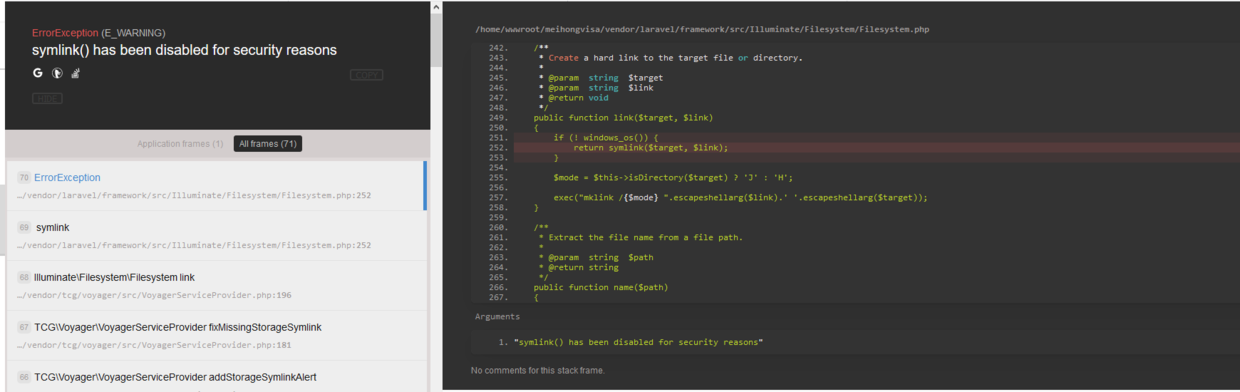 ErrorException (E_WARNING)
symlink() has been disabled for security reasons
G
COPY
HIDE
Application frames (1) All frames (71)
70 ErrorException
…/vendor/laravel/framework/src/Illuminate/Filesystem/Filesystem.php:252
69 symlink
…/vendor/laravel/framework/src/Illuminate/Filesystem/Filesystem.php:252
68 Illuminate\Filesystem\Filesystem link
…/vendor/tcg/voyager/src/VoyagerServiceProvider.php:196
67 TCG\Voyager\VoyagerServiceProvider fixMissingStorageSymlink
…/vendor/tcg/voyager/src/VoyagerServiceProvider.php:181
66 TCG\Voyager\VoyagerServiceProvider addStorageSymlinkAlert
/home/wwwroot/meihongvisa/vendor/laravel/framework/src/Illuminate/Filesystem/Filesystem.php
242. /**
243. * Create a hard link to the target file or directory.
244. *
245. * @param string $target
246. * @param string $link
247. * @return void
248. */
249. public function link($target, $link)
250. {
251. if (! windows_os()) {
252. return symlink($target, $link);
253. }
254.
255. $mode = $this->isDirectory($target) ? 'J' : 'H';
256.
257. exec("mklink /{$mode} ".escapeshellarg($link).' '.escapeshellarg($target));
258. }
259.
260. /**
261. * Extract the file name from a file path.
262. *
263. * @param string $path
264. * @return string
265. */
266. public function name($path)
267. {
Arguments
1. "symlink() has been disabled for security reasons"
No comments for this stack frame.